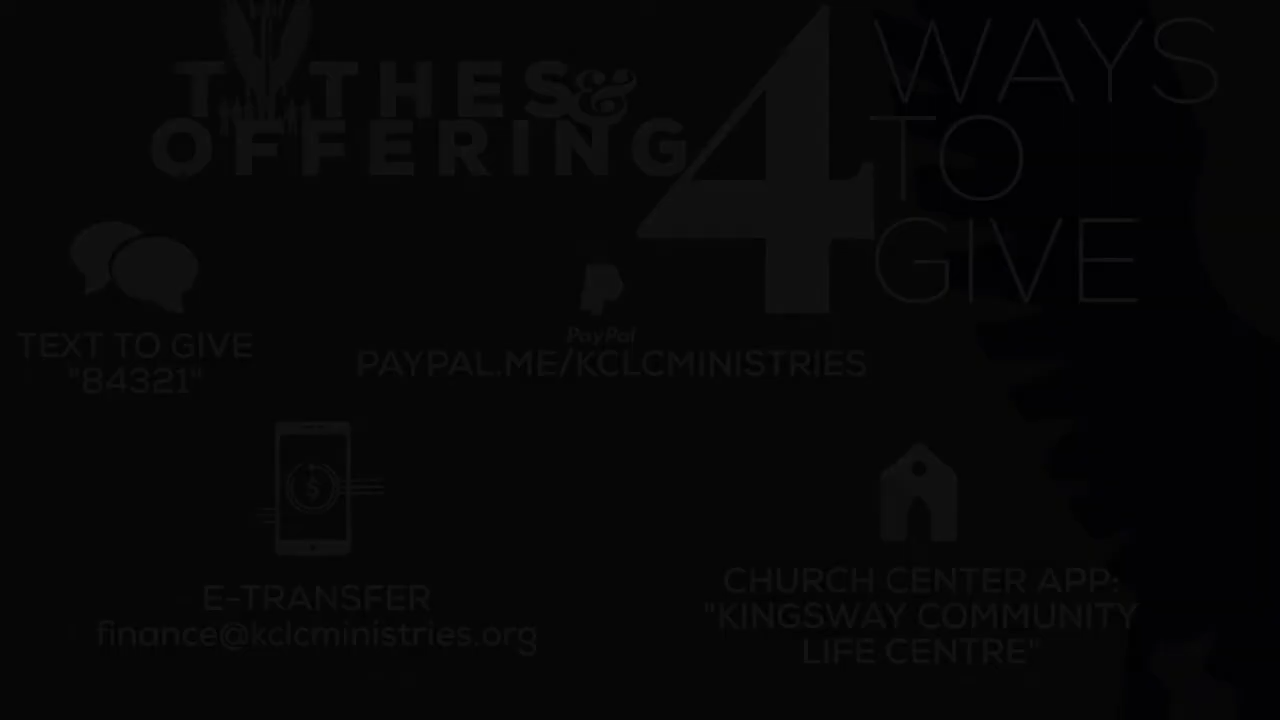 TITHES &
OFFERING
4
WAYS
TO
GIVE
TEXT TO GIVE
"84321"
PayPal
PAYPAL.ME/KCLCMINISTRIES
$
E-TRANSFER
finance@kclcministries.org
CHURCH CENTER APP:
"KINGSWAY COMMUNITY
LIFE CENTRE"